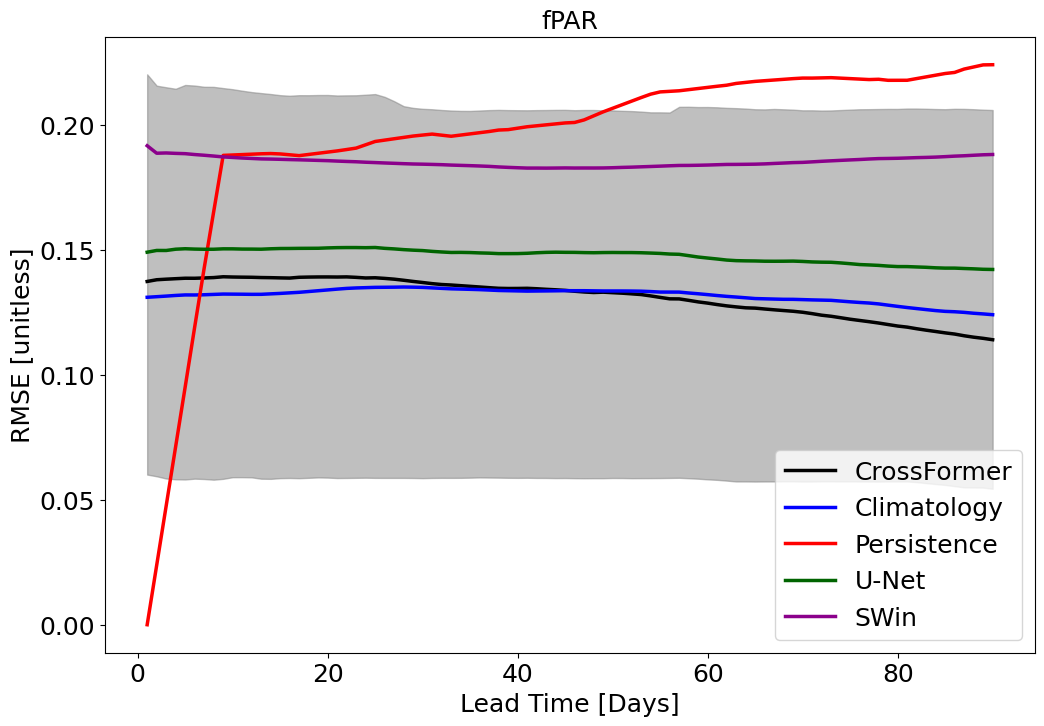 fPAR
RMSE [unitless]
0.20
0.15
0.10
0.05
0.00
0
20
40
60
80
Lead Time [Days]
CrossFormer
Climatology
Persistence
U-Net
SWin